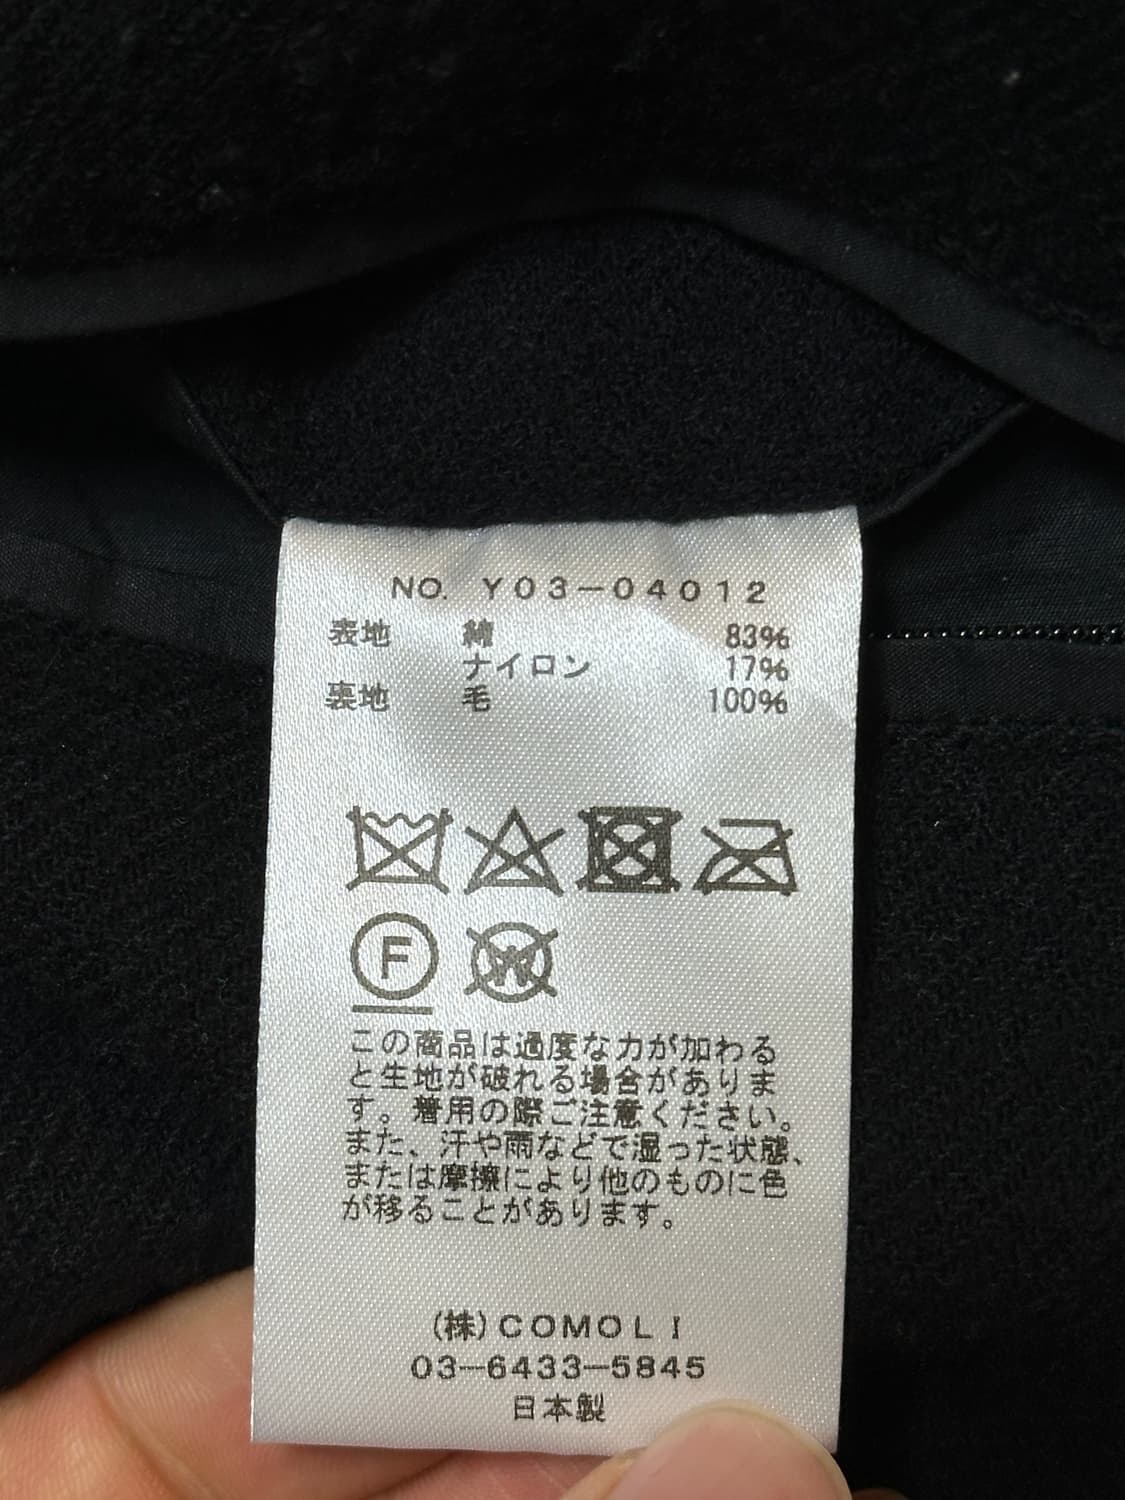 NO. Y03-04012
表地 綿 83%
ナイロン 17%
裏地 毛 100%
F
W
この商品は過度な力が加わる
と生地が破れる場合がありま
す。着用の際ご注意ください。
また、汗や雨などで湿った状態、
または摩擦により他のものに色
が移ることがあります。
(株)COMOLI
03-6433-5845
日本製